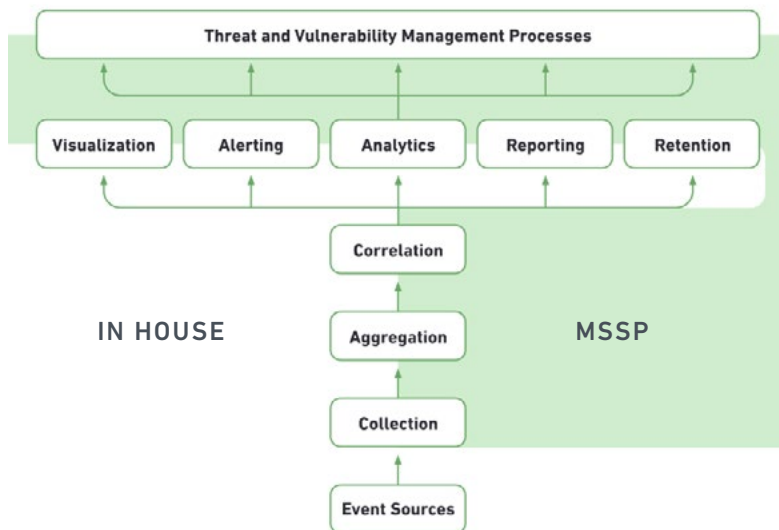 Threat and Vulnerability Management Processes
Visualization
Alerting
Analytics
Reporting
Retention
Correlation
IN HOUSE
Aggregation
MSSP
Collection
Event Sources